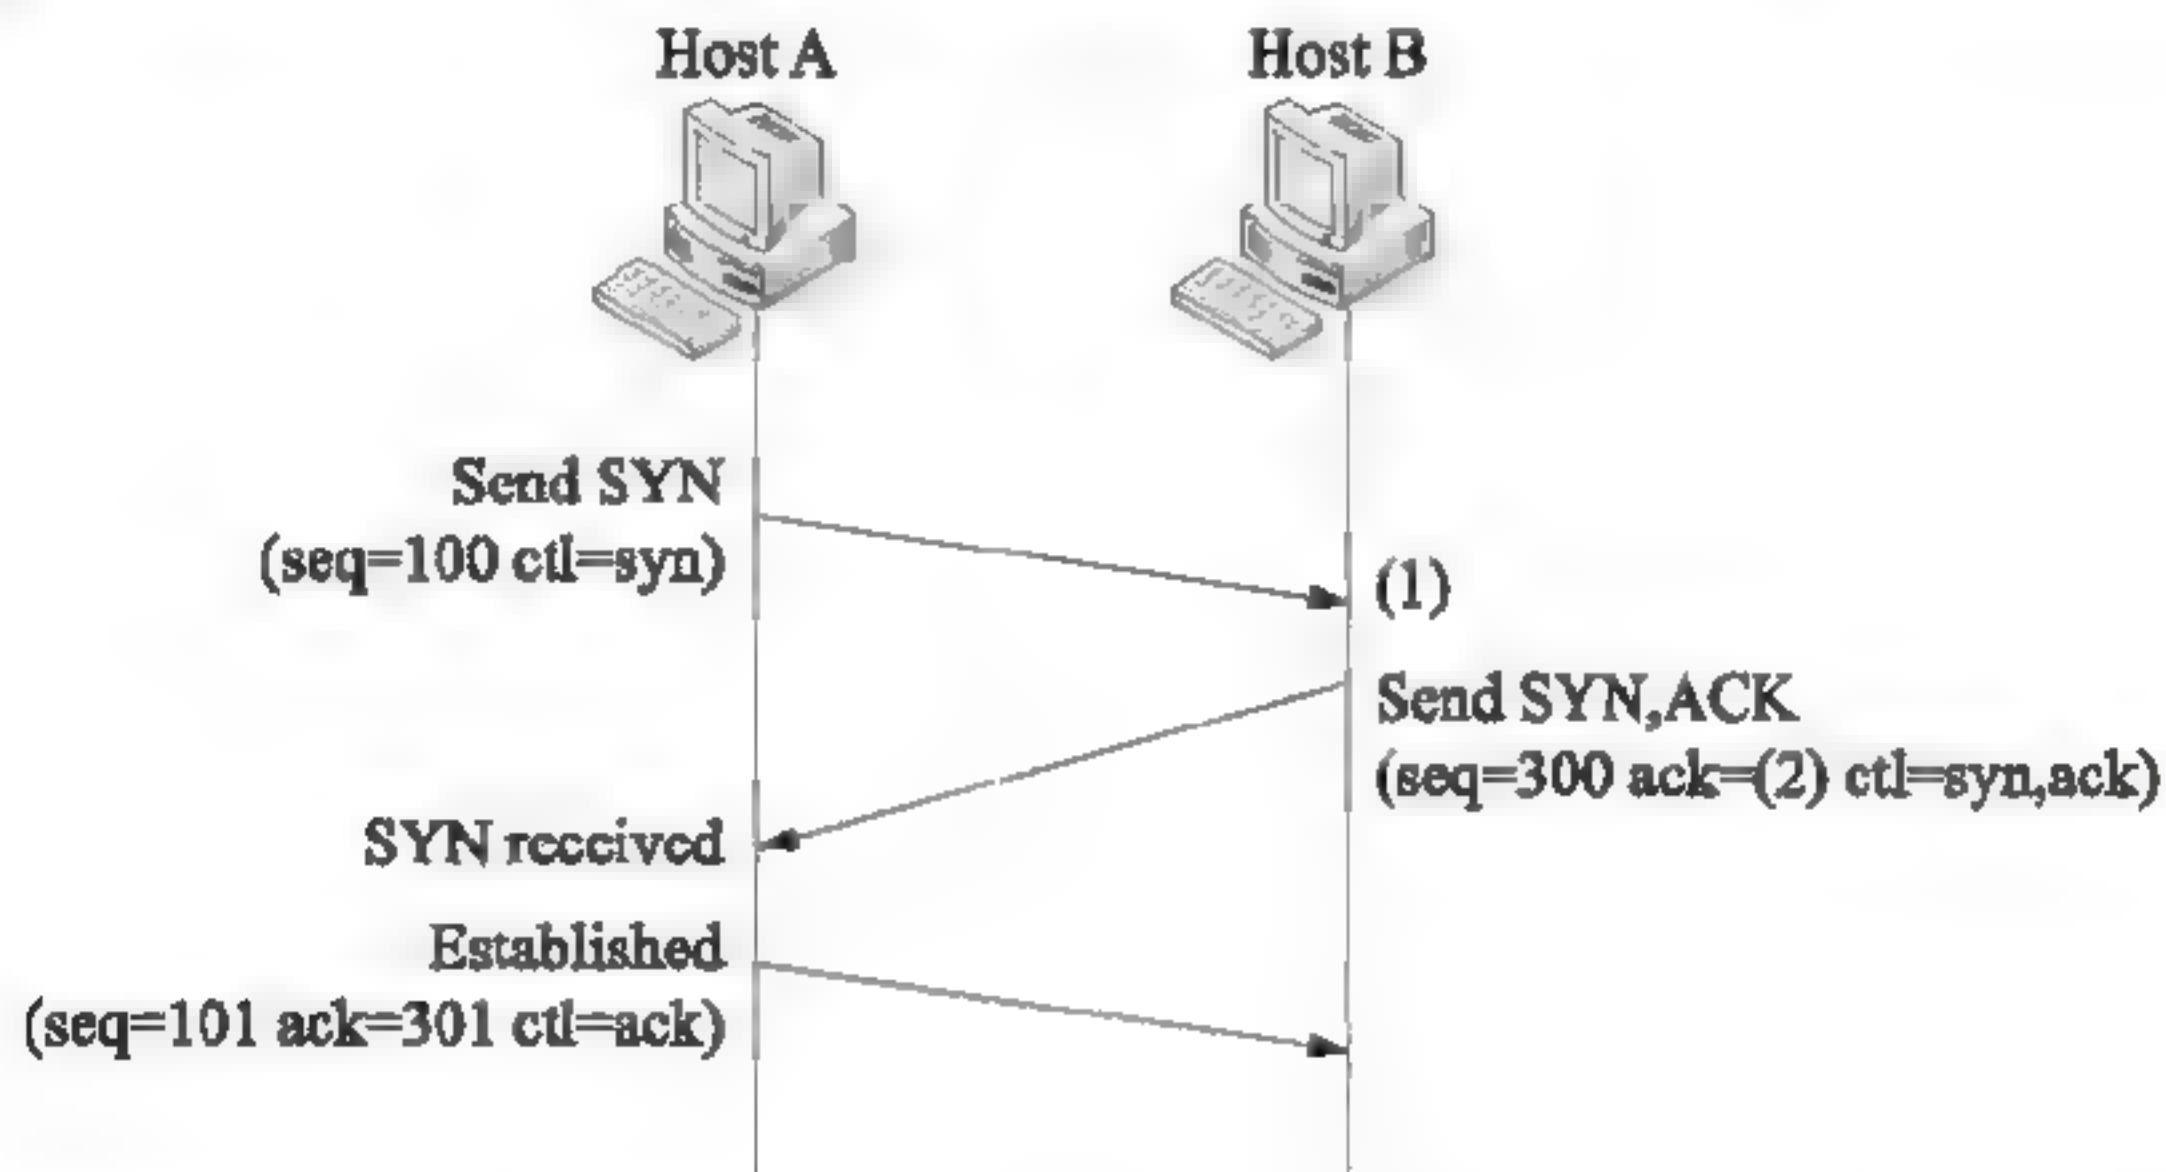 Host A
Host B
Send SYN
(seq=100 ctl=syn)
(1)
Send SYN,ACK
(seq=300 ack=(2) ctl=syn,ack)
SYN received
Established
(seq=101 ack=301 ctl=ack)